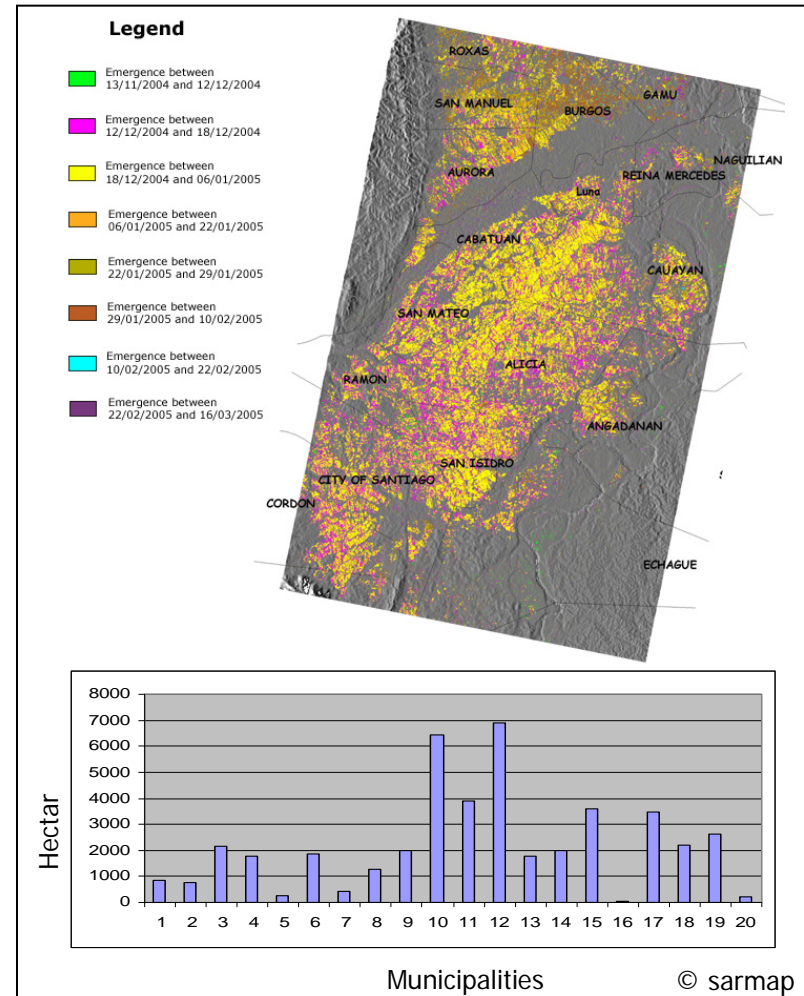 Legend
Emergence between
13/11/2004 and 12/12/2004
Emergence between
12/12/2004 and 18/12/2004
Emergence between
18/12/2004 and 06/01/2005
Emergence between
06/01/2005 and 22/01/2005
Emergence between
22/01/2005 and 29/01/2005
Emergence between
29/01/2005 and 10/02/2005
Emergence between
10/02/2005 and 22/02/2005
Emergence between
22/02/2005 and 16/03/2005
ROXAS
GAMU
SAN MANUEL
BURGOS
NAGUILIAN
AURORA
REINA MERCEDES
Luna
CABATUAN
CAUAYAN
SAN MATEO
ALICIA
RAMON
ANGADANAN
SAN ISIDRO
CITY OF SANTIAGO
CORDON
ECHAGUE
8000
7000
6000
5000
4000
3000
2000
1000
0
1 2 3 4 5 6 7 8 9 10 11 12 13 14 15 16 17 18 19 20
Hectar
Municipalities © sarmap